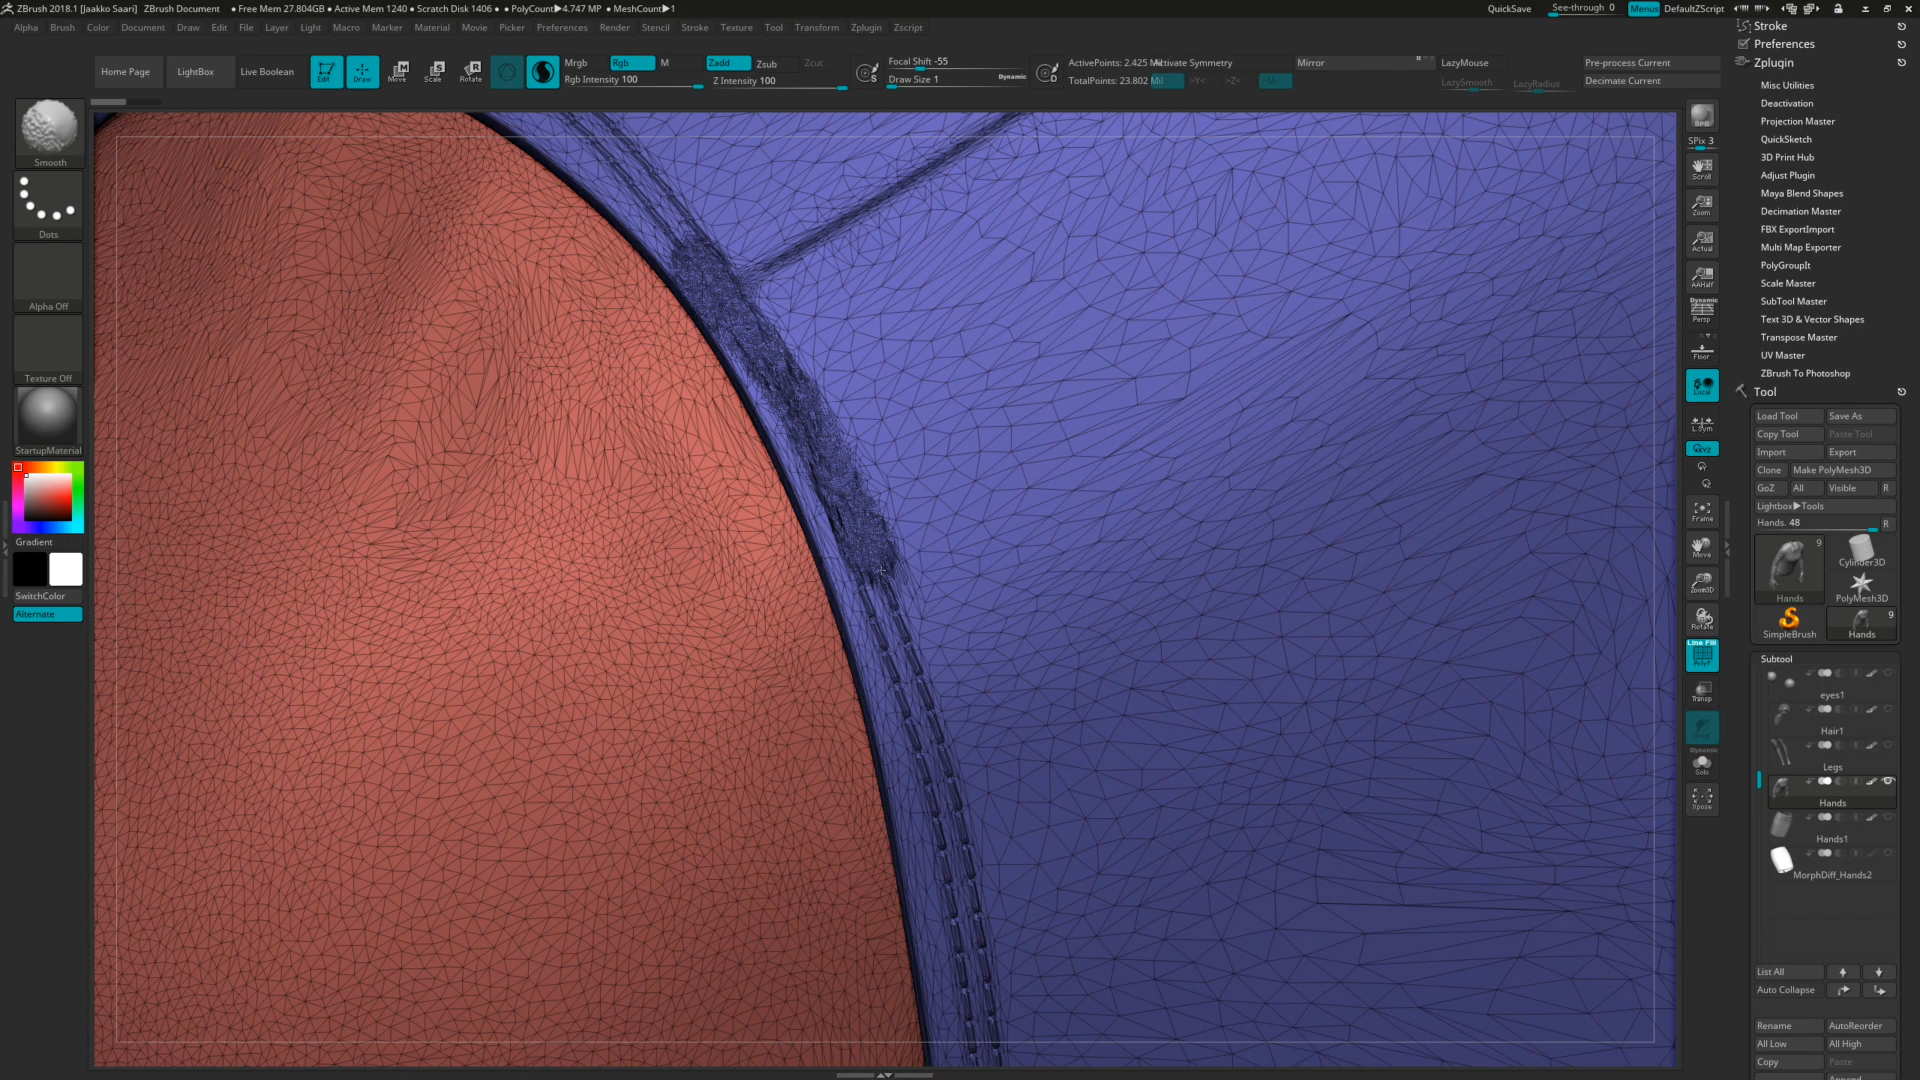 ZBrush 2018.1 [Jaakko Saari] ZBrush Document • Free Mem 27.804GB • Active Mem 1240 • Scratch Disk 1406 • • PolyCount▶4.747 MP • MeshCount▶1
QuickSave See-through 0 Menus DefaultZScript
Alpha Brush Color Document Draw Edit File Layer Light Macro Marker Material Movie Picker Preferences Render Stencil Stroke Texture Tool Transform Zplugin Zscript
Home Page LightBox Live Boolean Edit Draw Move Scale Rotate
Mrgb Rgb M Zadd Zsub Zcut
Rgb Intensity 100 Z Intensity 100
Focal Shift -55
Draw Size 1 Dynamic
ActivePoints: 2.425 Mil Activate Symmetry
TotalPoints: 23.802 Mil >Y< >Z< >M<
Mirror
LazyMouse
LazySmooth LazyRadius
Pre-process Current
Decimate Current
Smooth
Dots
Alpha Off
Texture Off
StartupMaterial
Gradient
SwitchColor
Alternate
BPR
SPix 3
Scroll
Zoom
Actual
AAHalf
Dynamic
Persp
Floor
Local
L.Sym
XYZ
Frame
Move
Zoom3D
Rotate
Line Fill
PolyF
Transp
Dynamic
Solo
Xpose
Stroke
Preferences
Zplugin
Misc Utilities
Deactivation
Projection Master
QuickSketch
3D Print Hub
Adjust Plugin
Maya Blend Shapes
Decimation Master
FBX ExportImport
Multi Map Exporter
PolyGroupIt
Scale Master
SubTool Master
Text 3D & Vector Shapes
Transpose Master
UV Master
ZBrush To Photoshop
Tool
Load Tool Save As
Copy Tool Paste Tool
Import Export
Clone Make PolyMesh3D
GoZ All Visible R
Lightbox▶Tools
Hands. 48 R
9
Cylinder3D
Hands PolyMesh3D
9
SimpleBrush Hands
Subtool
eyes1
Hair1
Legs
Hands
Hands1
MorphDiff_Hands2
List All
Auto Collapse
Rename AutoReorder
All Low All High
Copy Paste